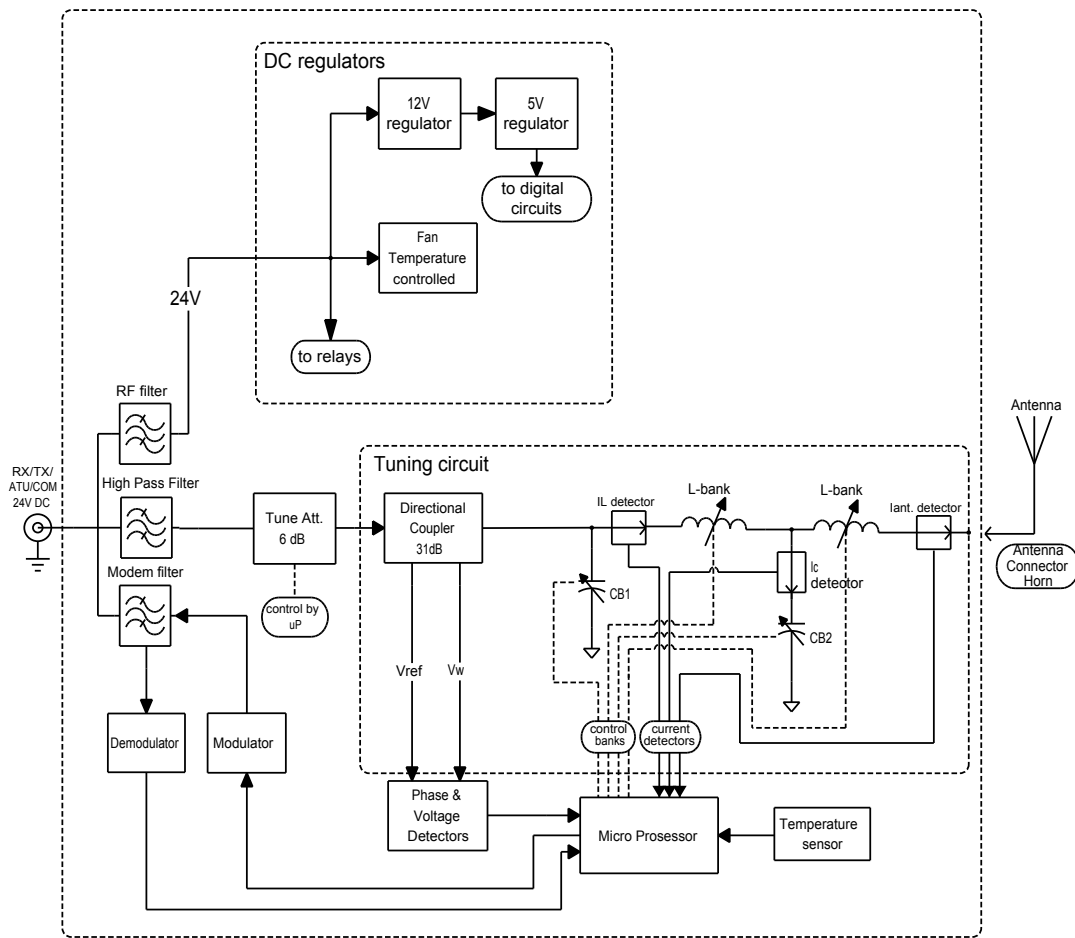 DC regulators
12V
regulator
5V
regulator
to digital
circuits
Fan
Temperature
controlled
24V
to relays
RF filter
Antenna
RX/TX/
ATU/COM
24V DC
High Pass Filter
Tune Att.
6 dB
control by
uP
Tuning circuit
Directional
Coupler
31dB
IL detector
L-bank
L-bank
Iant. detector
Antenna
Connector
Horn
Modem filter
CB1
Ic
detector
CB2
Vref
Vw
control
banks
current
detectors
Demodulator
Modulator
Phase &
Voltage
Detectors
Micro Prosessor
Temperature
sensor